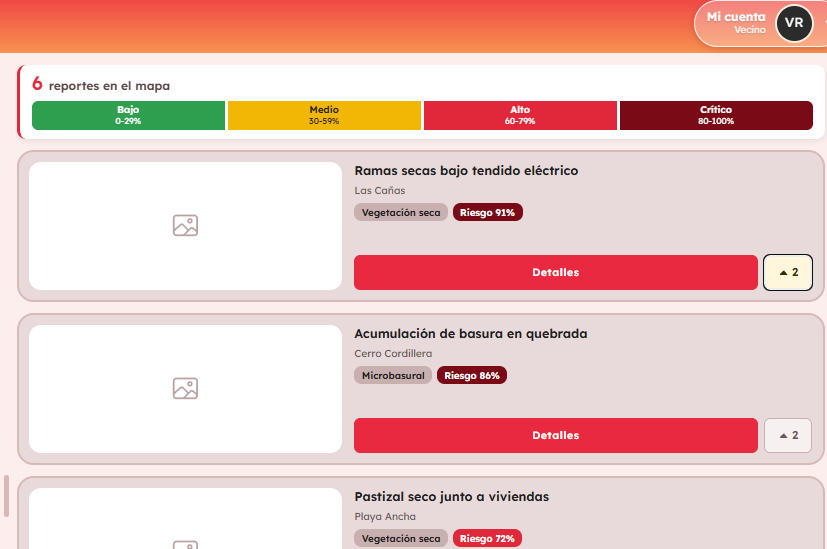 Mi cuenta
Vecino
VR
6 reportes en el mapa
Bajo
0-29%
Medio
30-59%
Alto
60-79%
Crítico
80-100%
Ramas secas bajo tendido eléctrico
Las Cañas
Vegetación seca
Riesgo 91%
Detalles
2
Acumulación de basura en quebrada
Cerro Cordillera
Microbasural
Riesgo 86%
Detalles
2
Pastizal seco junto a viviendas
Playa Ancha
Vegetación seca
Riesgo 72%